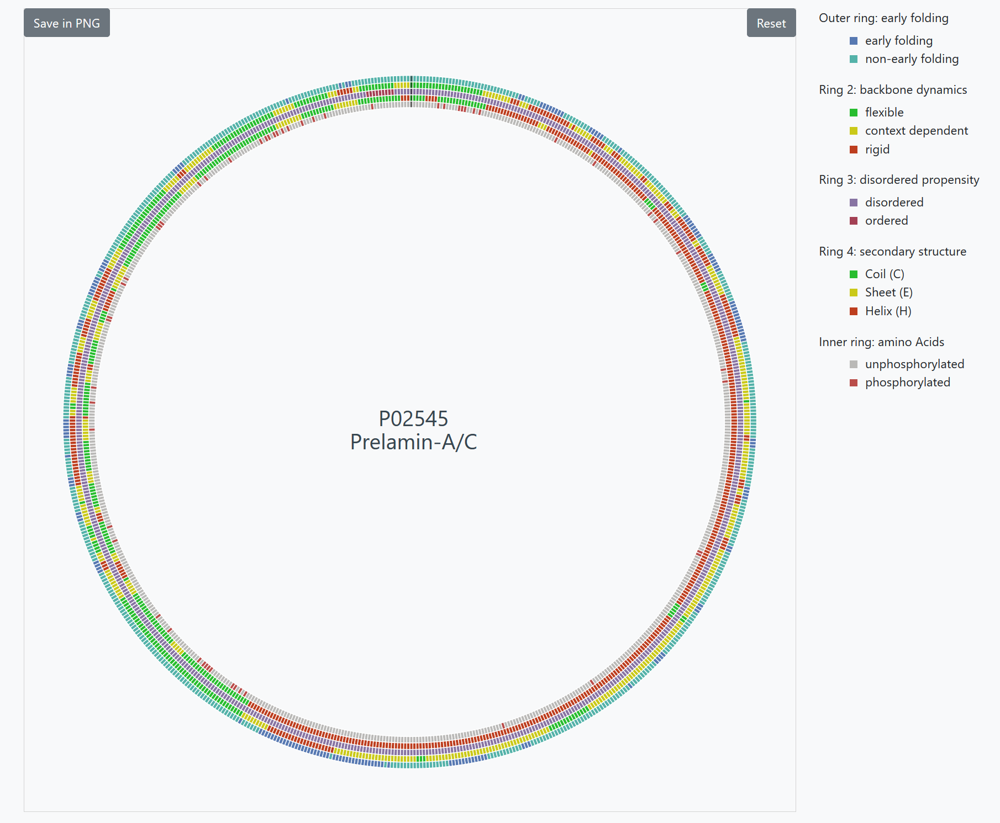 Save in PNG
Reset
P02545
Prelamin-A/C
Outer ring: early folding
early folding
non-early folding
Ring 2: backbone dynamics
flexible
context dependent
rigid
Ring 3: disordered propensity
disordered
ordered
Ring 4: secondary structure
Coil (C)
Sheet (E)
Helix (H)
Inner ring: amino Acids
unphosphorylated
phosphorylated